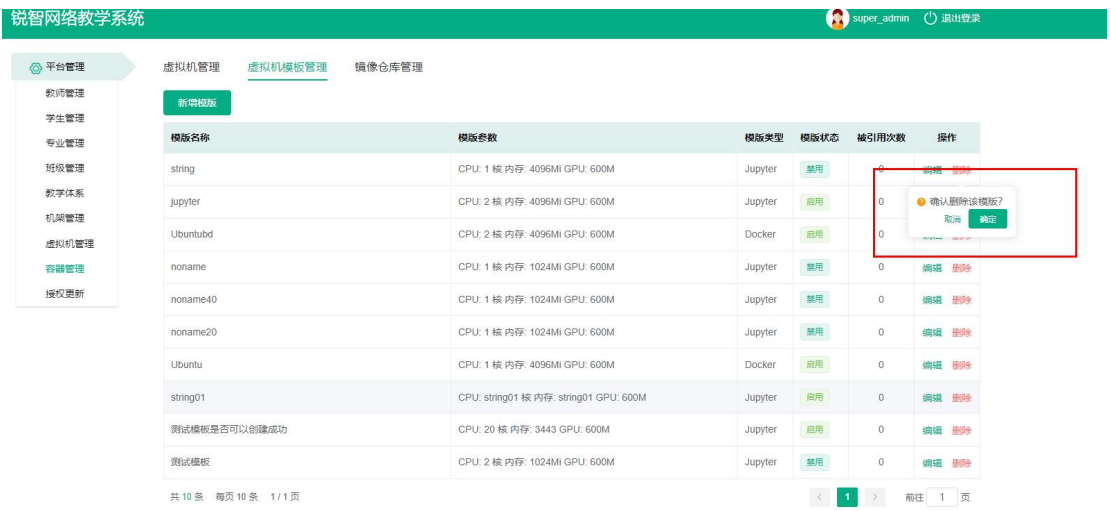 锐智网络教学系统
super_admin 退出登录
平台管理
教师管理
学生管理
专业管理
班级管理
教学体系
机架管理
虚拟机管理
容器管理
授权更新
虚拟机管理 虚拟机模板管理 镜像仓库管理
新增模版
模版名称 模版参数 模版类型 模版状态 被引用次数 操作
string CPU: 1 核 内存: 4096Mi GPU: 600M Jupyter 禁用 0 编辑 删除
jupyter CPU: 2 核 内存: 4096Mi GPU: 600M Jupyter 启用 0
确认删除该模版?
取消 确定
Ubuntubd CPU: 2 核 内存: 4096Mi GPU: 600M Docker 启用 0
noname CPU: 1 核 内存: 1024Mi GPU: 600M Jupyter 禁用 0 编辑 删除
noname40 CPU: 1 核 内存: 1024Mi GPU: 600M Jupyter 禁用 0 编辑 删除
noname20 CPU: 1 核 内存: 1024Mi GPU: 600M Jupyter 禁用 0 编辑 删除
Ubuntu CPU: 1 核 内存: 4096Mi GPU: 600M Docker 启用 0 编辑 删除
string01 CPU: string01 核 内存: string01 GPU: 600M Jupyter 启用 0 编辑 删除
测试模板是否可以创建成功 CPU: 20 核 内存: 3443 GPU: 600M Jupyter 启用 0 编辑 删除
测试模板 CPU: 2 核 内存: 1024Mi GPU: 600M Jupyter 禁用 0 编辑 删除
共 10 条 每页 10 条 1 / 1 页 < 1 > 前往 1 页